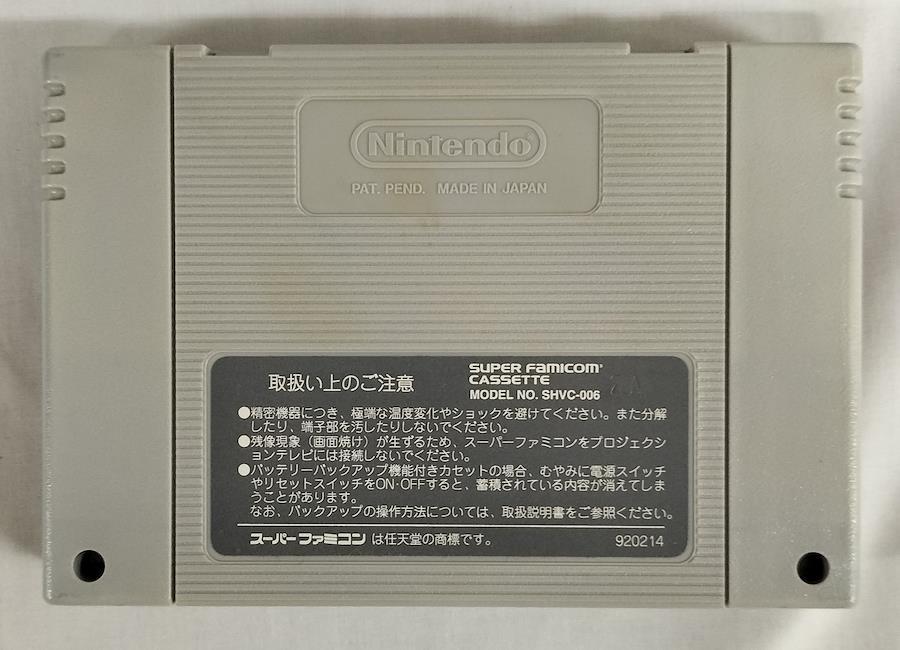 Nintendo®
PAT. PEND. MADE IN JAPAN
取扱い上のご注意
SUPER FAMICOM®
CASSETTE
MODEL NO. SHVC-006
●精密機器につき、極端な温度変化やショックを避けてください。また分解
したり、端子部を汚したりしないでください。
●残像現象（画面焼け）が生ずるため、スーパーファミコンをプロジェクシ
ョンテレビには接続しないでください。
●バッテリーバックアップ機能付きカセットの場合、むやみに電源スイッチ
やリセットスイッチをON・OFFすると、蓄積されている内容が消えてしま
うことがあります。
なお、バックアップの操作方法については、取扱説明書をご参照ください。
スーパーファミコンは任天堂の商標です。
920214